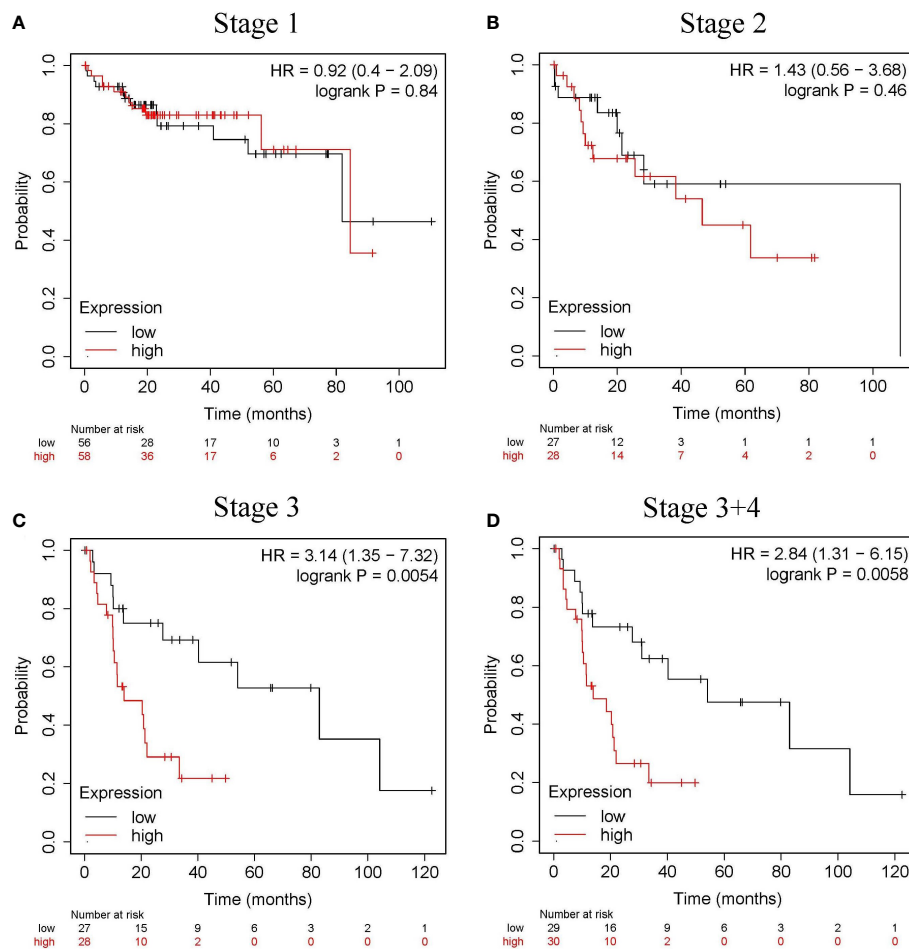 A
Stage 1
HR = 0.92 (0.4 − 2.09)
logrank P = 0.84
Probability
1.0
0.8
0.6
0.4
0.2
0.0
Expression
low
high
0 20 40 60 80 100
Time (months)
Number at risk
low 56 28 17 10 3 1
high 58 36 17 6 2 0
B
Stage 2
HR = 1.43 (0.56 − 3.68)
logrank P = 0.46
Probability
1.0
0.8
0.6
0.4
0.2
0.0
Expression
low
high
0 20 40 60 80 100
Time (months)
Number at risk
low 27 12 3 1 1 1
high 28 14 7 4 2 0
C
Stage 3
HR = 3.14 (1.35 − 7.32)
logrank P = 0.0054
Probability
1.0
0.8
0.6
0.4
0.2
0.0
Expression
low
high
0 20 40 60 80 100 120
Time (months)
Number at risk
low 27 15 9 6 3 2 1
high 28 10 2 0 0 0 0
D
Stage 3+4
HR = 2.84 (1.31 − 6.15)
logrank P = 0.0058
Probability
1.0
0.8
0.6
0.4
0.2
0.0
Expression
low
high
0 20 40 60 80 100 120
Time (months)
Number at risk
low 29 16 9 6 3 2 1
high 30 10 2 0 0 0 0